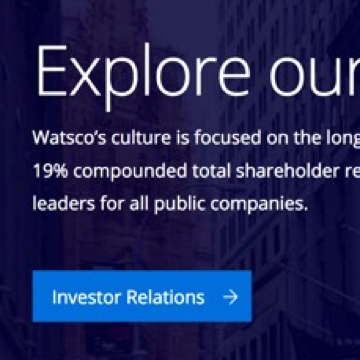 Explore our
Watsco's culture is focused on the long
19% compounded total shareholder re
leaders for all public companies.
Investor Relations →